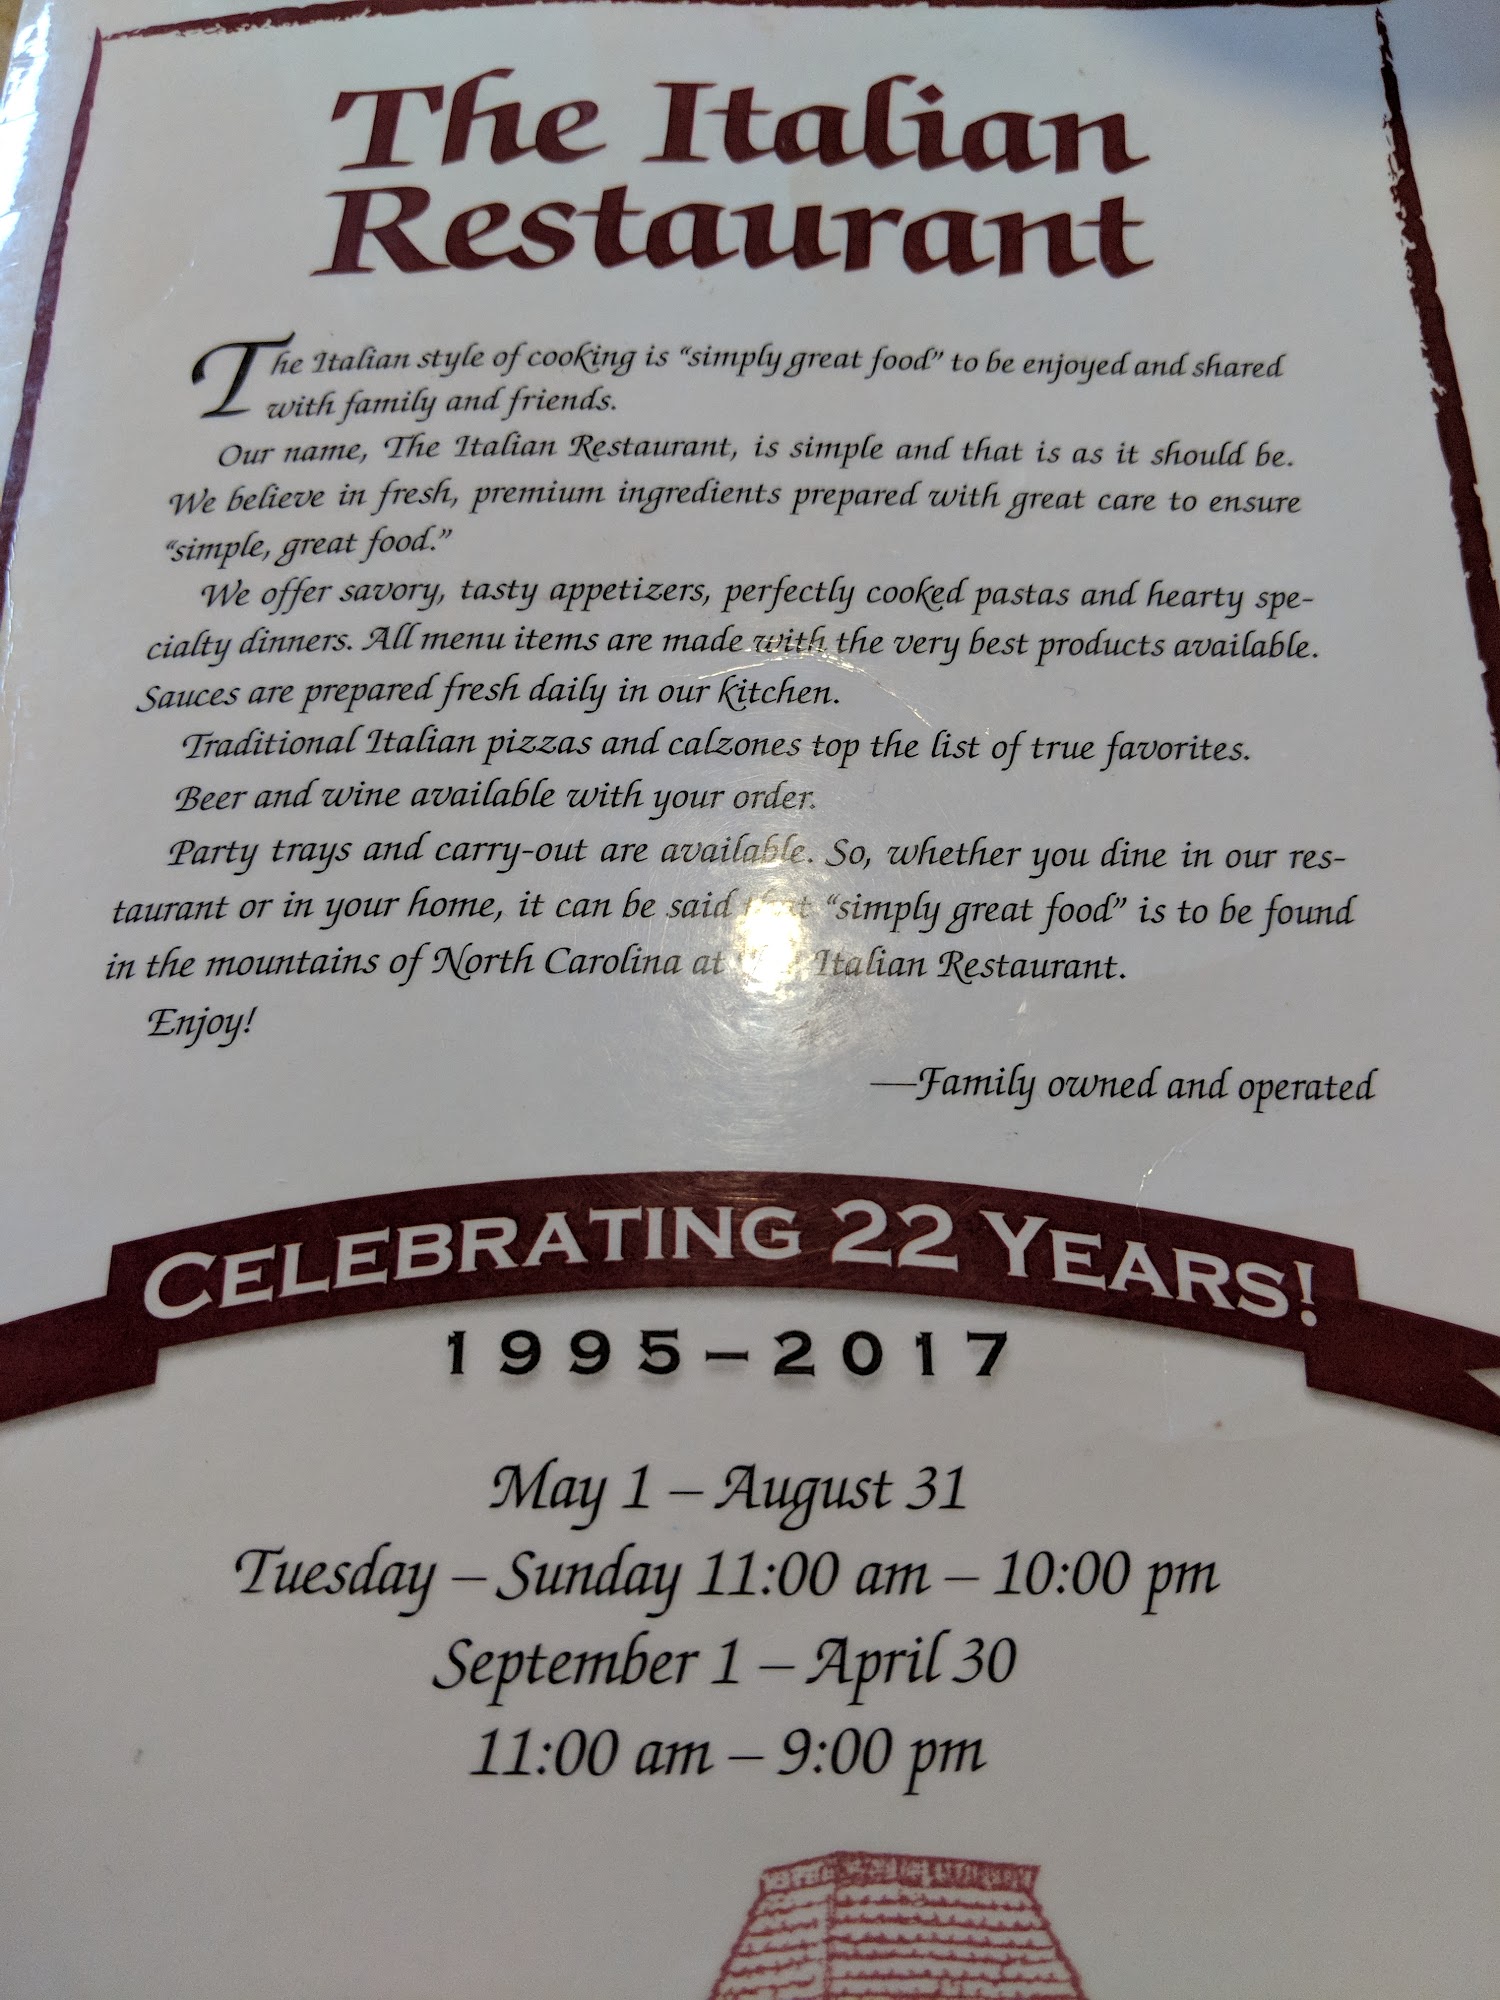 The Italian
Restaurant
The Italian style of cooking is “simply great food” to be enjoyed and shared
with family and friends.
Our name, The Italian Restaurant, is simple and that is as it should be.
We believe in fresh, premium ingredients prepared with great care to ensure
“simple, great food.”
We offer savory, tasty appetizers, perfectly cooked pastas and hearty spe-
cialty dinners. All menu items are made with the very best products available.
Sauces are prepared fresh daily in our kitchen.
Traditional Italian pizzas and calzones top the list of true favorites.
Beer and wine available with your order.
Party trays and carry-out are available. So, whether you dine in our res-
taurant or in your home, it can be said that “simply great food” is to be found
in the mountains of North Carolina at Italian Restaurant.
Enjoy!
—Family owned and operated
CELEBRATING 22 YEARS!
1995–2017
May 1 – August 31
Tuesday – Sunday 11:00 am – 10:00 pm
September 1 – April 30
11:00 am – 9:00 pm